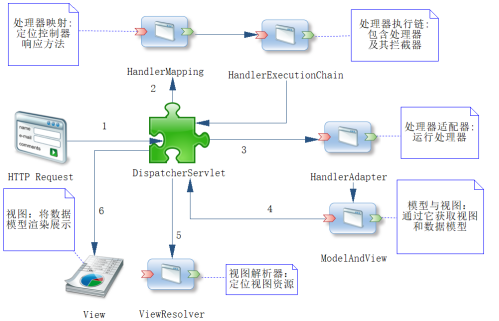 处理器映射:
定位控制器
响应方法
处理器执行链:
包含处理器
及其拦截器
HandlerMapping
HandlerExecutionChain
2
1
name
e-mail
comments
3
处理器适配器:
运行处理器
HTTP Request
DispatcherServlet
HandlerAdapter
视图: 将数据
模型渲染展示
6
5
4
模型与视图:
通过它获取视图
和数据模型
ModelAndView
视图解析器:
定位视图资源
View
ViewResolver